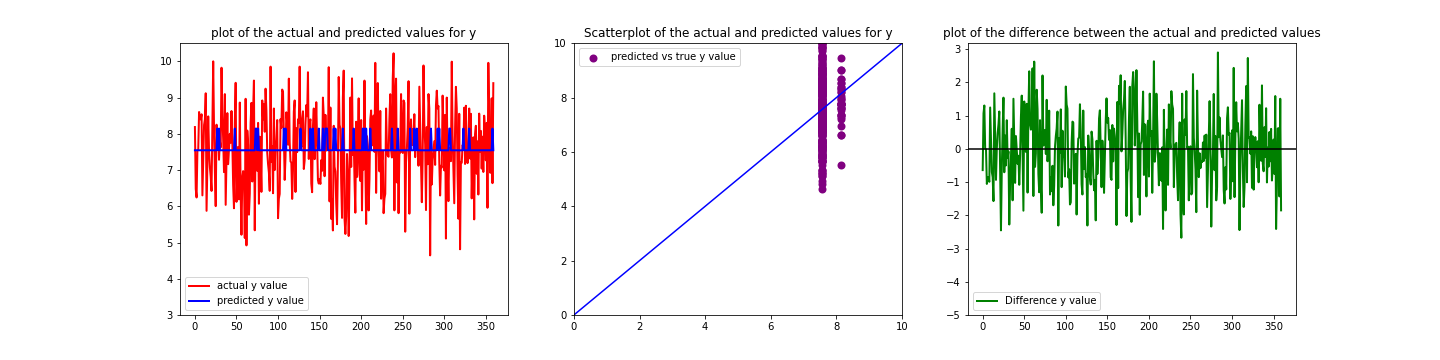 plot of the actual and predicted values for y
10
9
8
7
6
5
4
3
0 50 100 150 200 250 300 350
actual y value
predicted y value
Scatterplot of the actual and predicted values for y
predicted vs true y value
10
8
6
4
2
0
0 2 4 6 8 10
plot of the difference between the actual and predicted values
3
2
1
0
−1
−2
−3
−4
−5
0 50 100 150 200 250 300 350
Difference y value